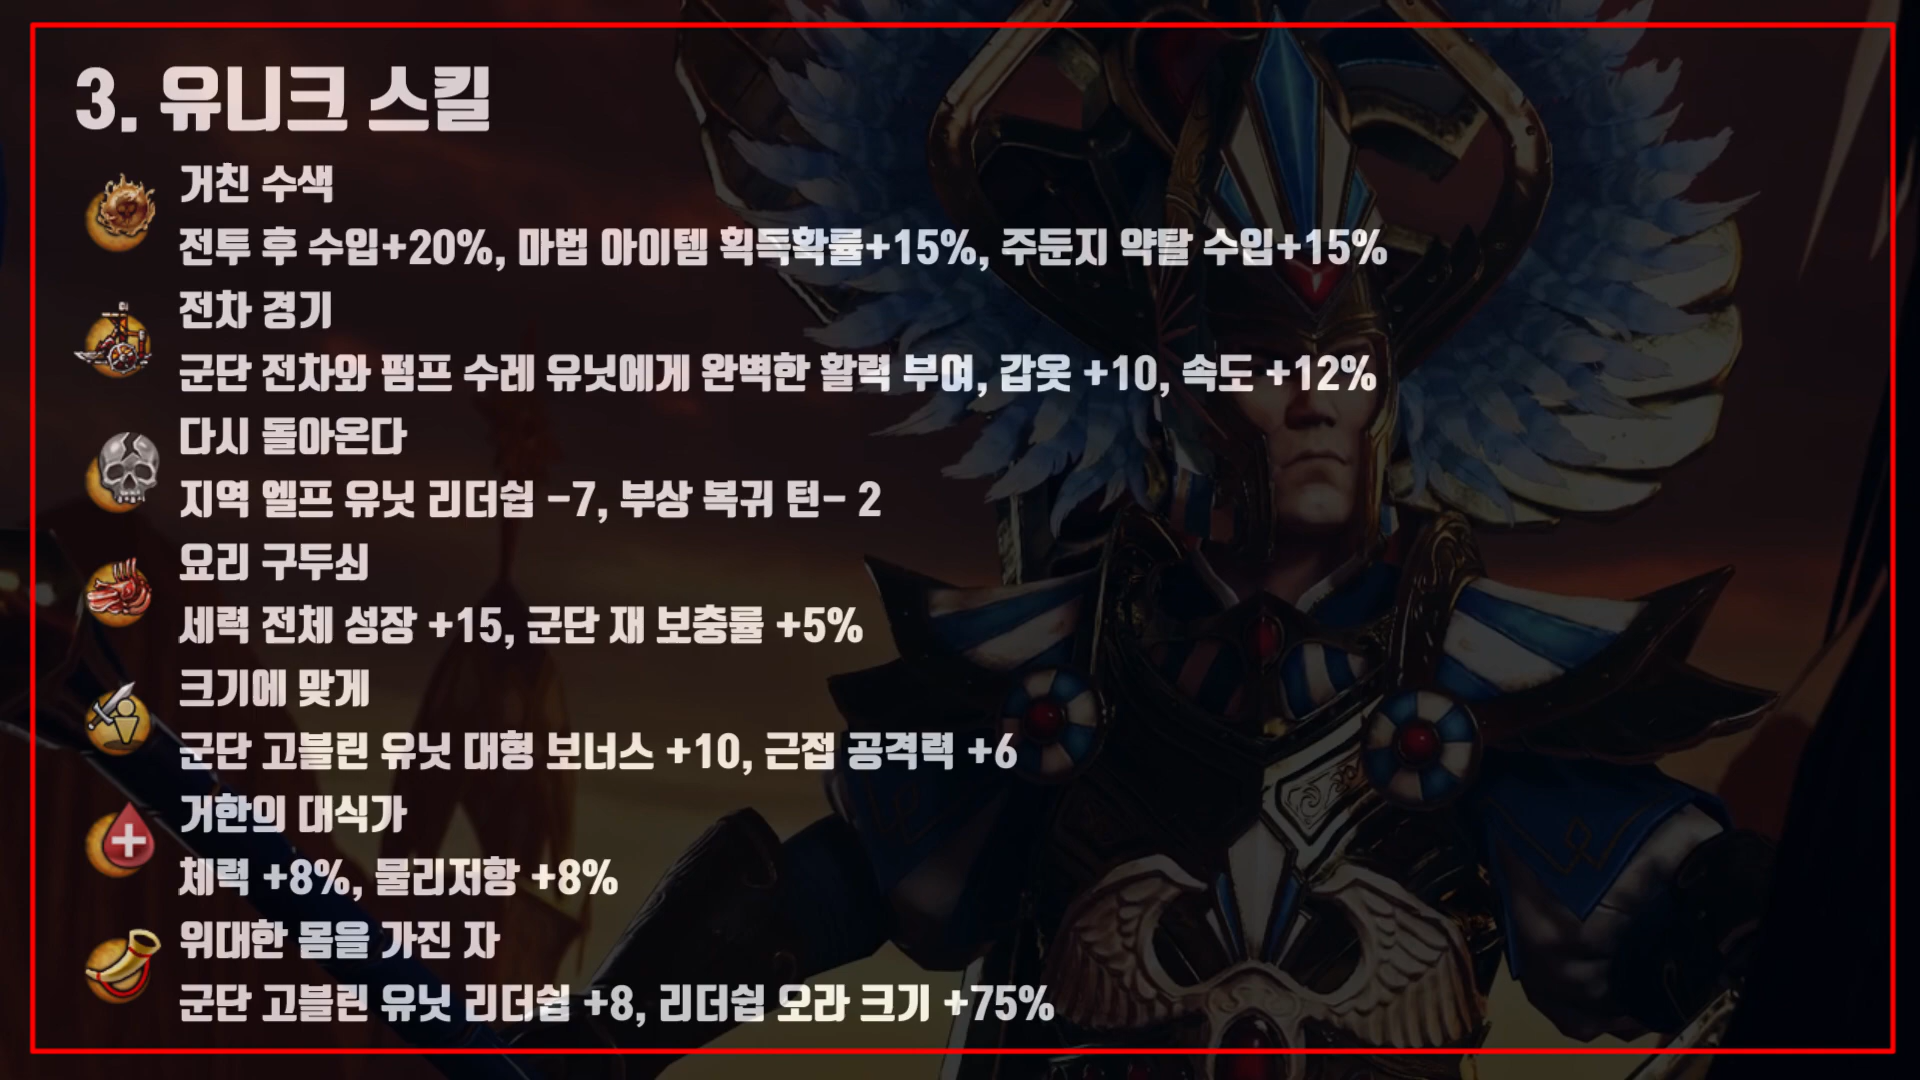 3. 유니크 스킬
거친 수색
전투 후 수입+20%, 마법 아이템 획득확률+15%, 주둔지 약탈 수입+15%
전차 경기
군단 전차와 펌프 수레 유닛에게 완벽한 활력 부여, 갑옷 +10, 속도 +12%
다시 돌아온다
지역 엘프 유닛 리더쉽 -7, 부상 복귀 턴- 2
요리 구두쇠
세력 전체 성장 +15, 군단 재 보충률 +5%
크기에 맞게
군단 고블린 유닛 대형 보너스 +10, 근접 공격력 +6
거한의 대식가
체력 +8%, 물리저항 +8%
위대한 몸을 가진 자
군단 고블린 유닛 리더쉽 +8, 리더쉽 오라 크기 +75%